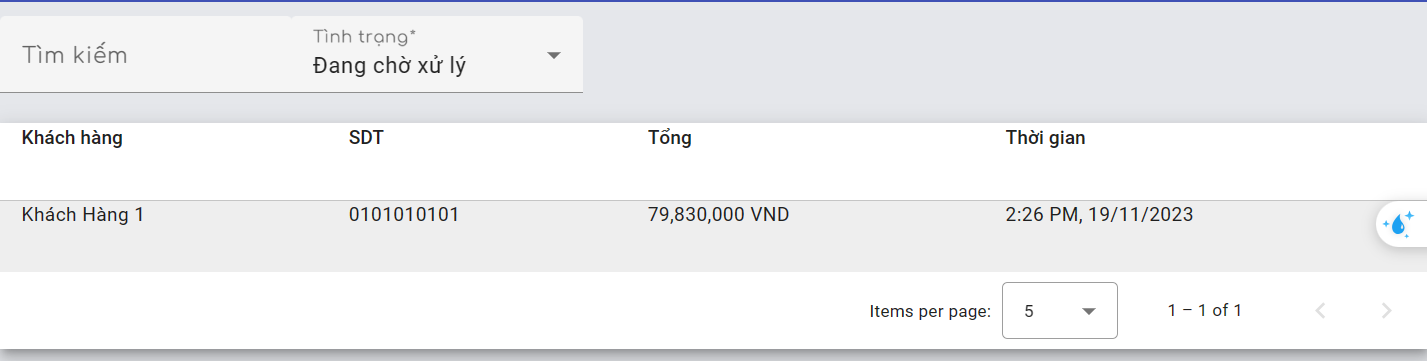 Tìm kiếm
Tình trạng*
Đang chờ xử lý
Khách hàng SDT Tổng Thời gian
Khách Hàng 1 0101010101 79,830,000 VND 2:26 PM, 19/11/2023
Items per page: 5 1 – 1 of 1